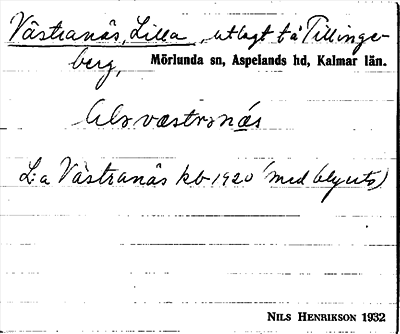 Västranäs, Lilla, utlagt på Tillinge-
berg,
Mörlunda sn, Aspelands hd, Kalmar län.
L:a Västranäs kb 1920 (med blyerts)
NILS HENRIKSON 1932